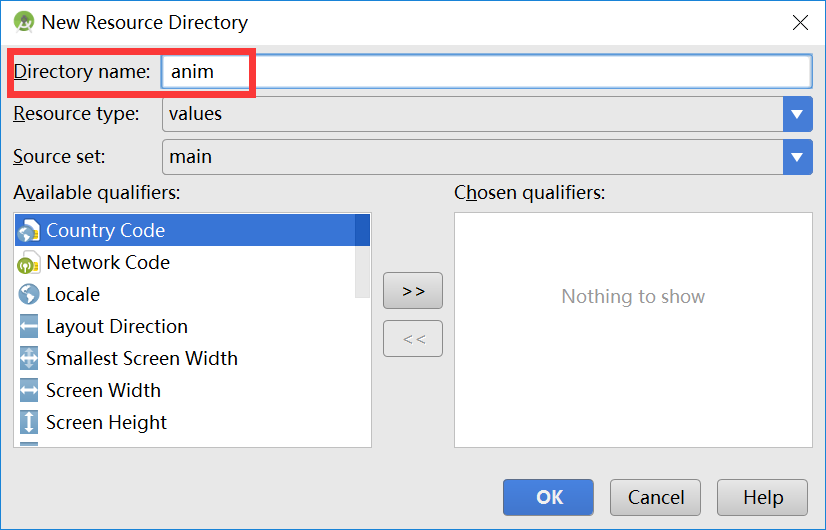 New Resource Directory
Directory name: anim
Resource type: values
Source set: main
Available qualifiers: Chosen qualifiers:
Country Code
Network Code
Locale
Layout Direction
Smallest Screen Width
Screen Width
Screen Height
>>
<<
Nothing to show
OK Cancel Help